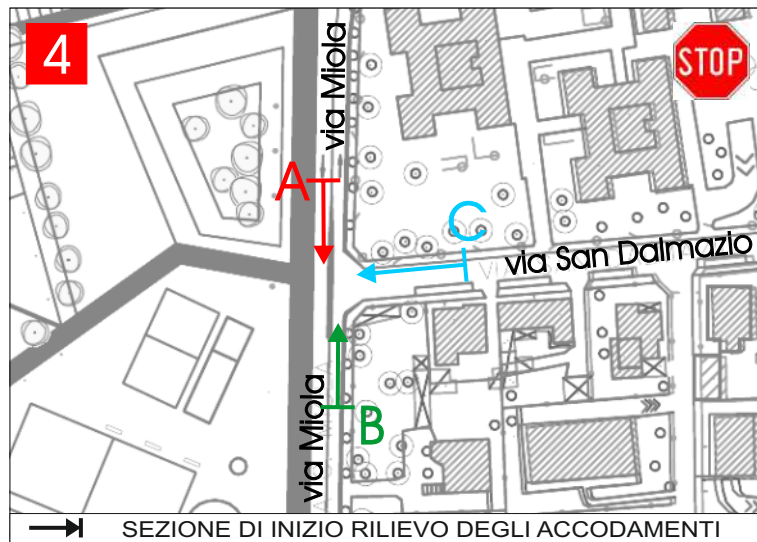 4
via Miola
STOP
A
C
via San Dalmazio
via Miola
B
SEZIONE DI INIZIO RILIEVO DEGLI ACCODAMENTI